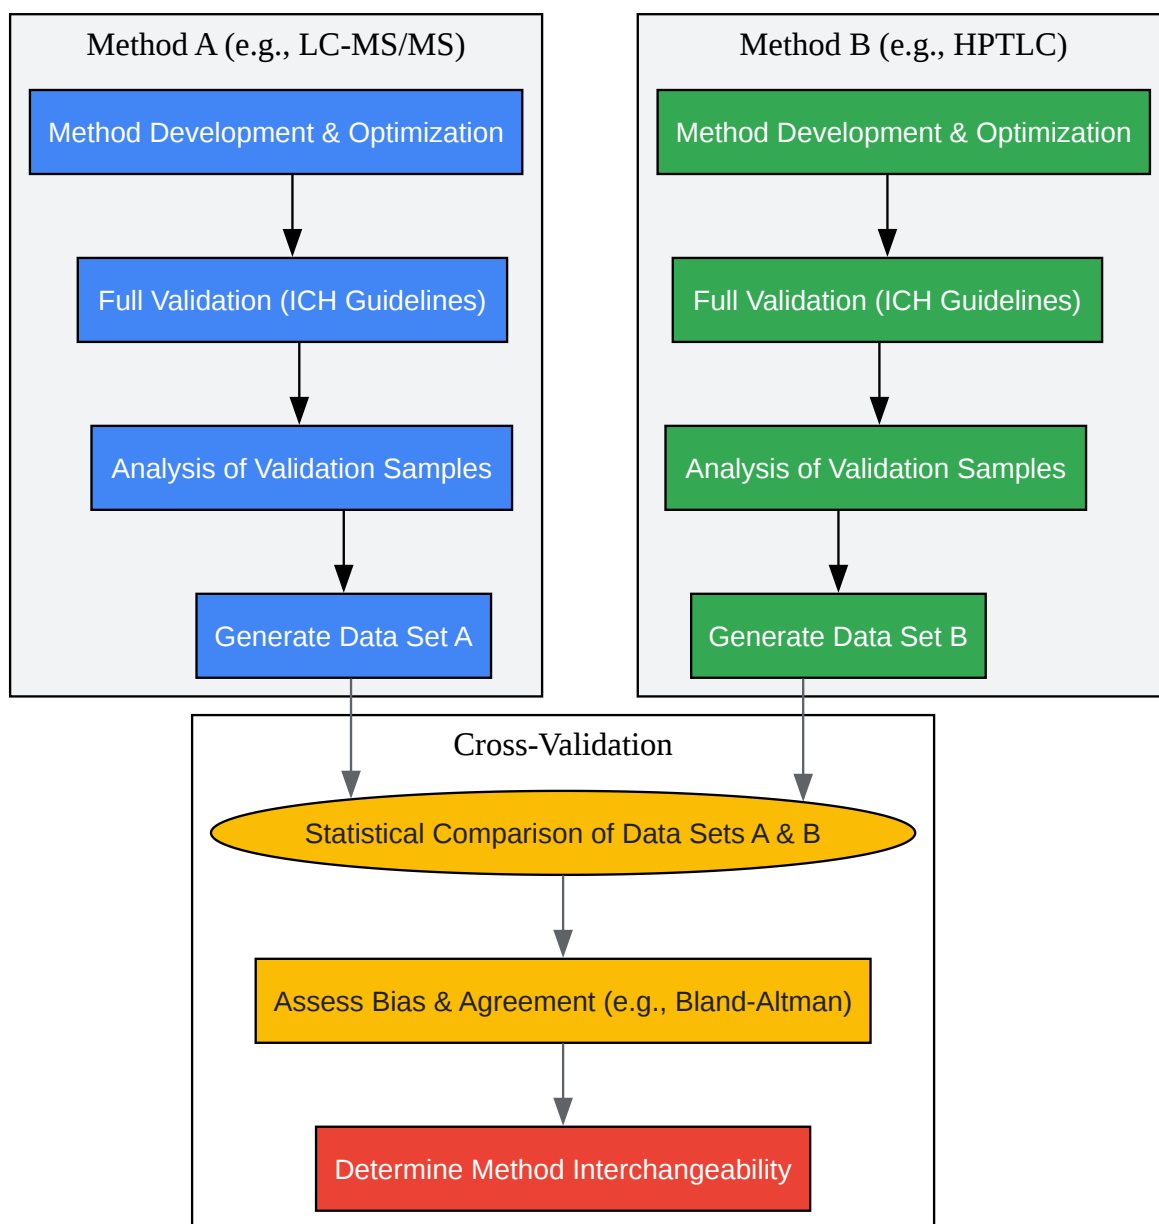 Method A (e.g., LC-MS/MS)
Method Development & Optimization
Full Validation (ICH Guidelines)
Analysis of Validation Samples
Generate Data Set A
Method B (e.g., HPTLC)
Method Development & Optimization
Full Validation (ICH Guidelines)
Analysis of Validation Samples
Generate Data Set B
Cross-Validation
Statistical Comparison of Data Sets A & B
Assess Bias & Agreement (e.g., Bland-Altman)
Determine Method Interchangeability